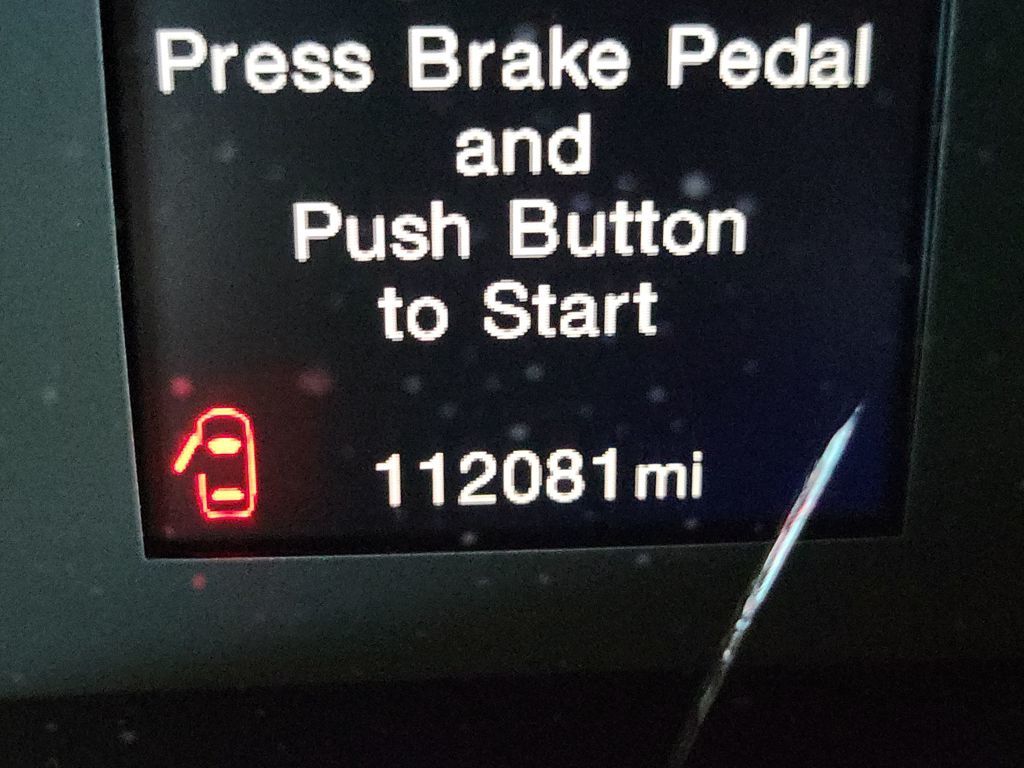 Press Brake Pedal
and
Push Button
to Start
112081mi